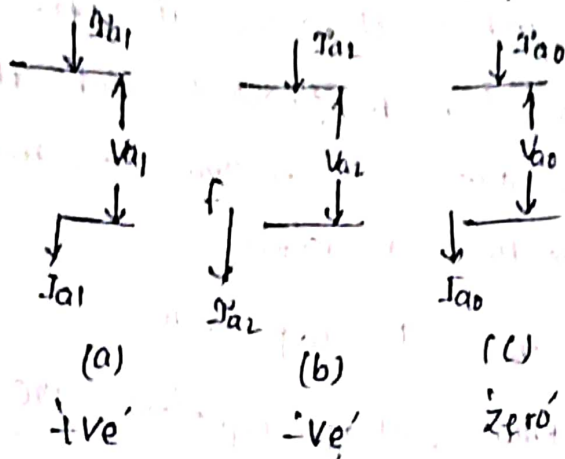 Ia1 Ia2 Ia0
Va1 Va2 Va0
f
Ia1 Ia2 Ia0
(a) (b) (c)
'+ve' '-ve' 'zero'